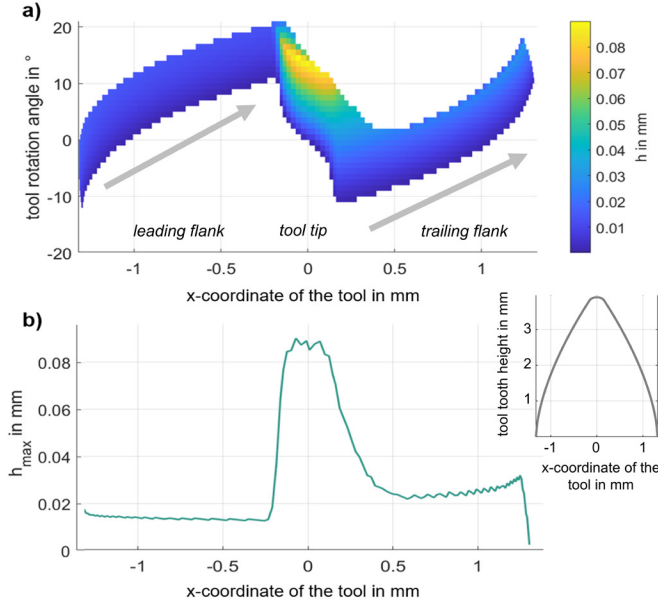 a)
tool rotation angle in °
20
10
0
-10
-20
leading flank
tool tip
trailing flank
-1
-0.5
0
0.5
1
x-coordinate of the tool in mm
0.08
0.07
0.06
0.05
0.04
0.03
0.02
0.01
h in mm
b)
h_max in mm
0.08
0.06
0.04
0.02
0
-1
-0.5
0
0.5
1
x-coordinate of the tool in mm
tool tooth height in mm
3
2
1
-1
0
1
x-coordinate of the
tool in mm